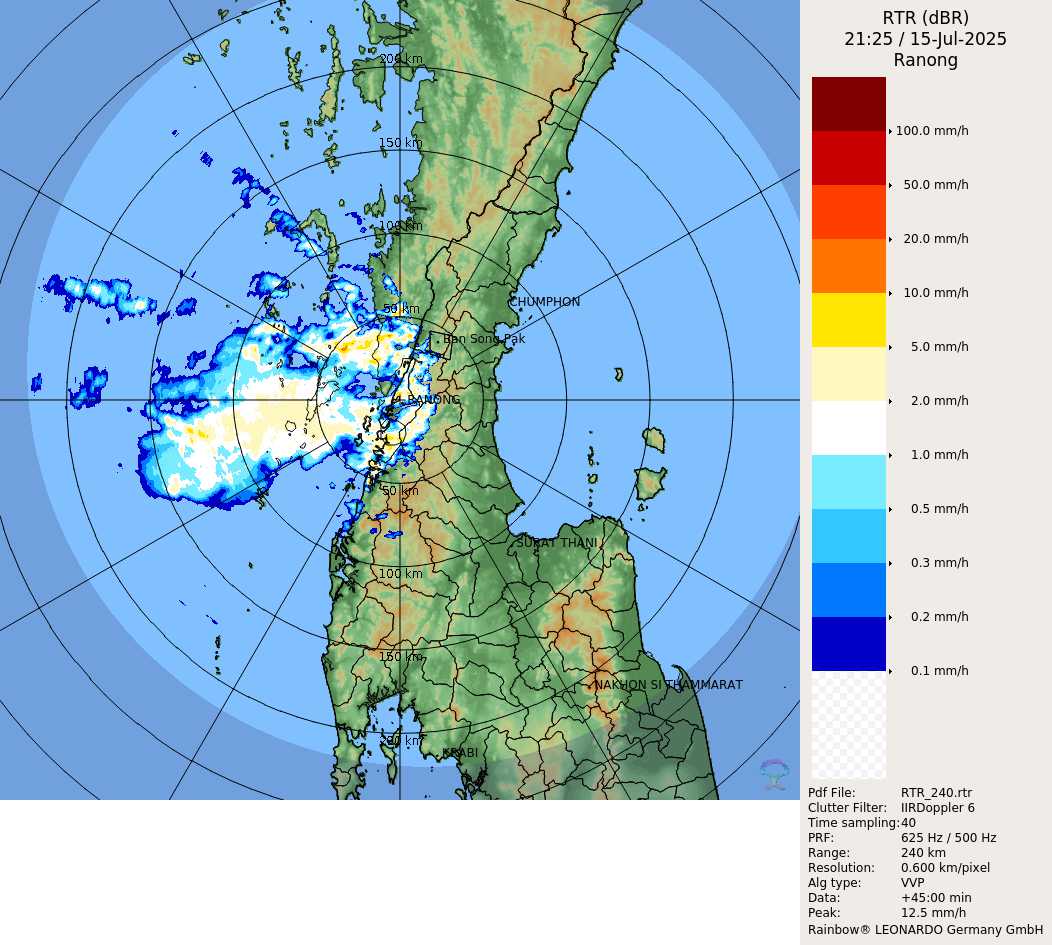 200 km
150 km
100 km
50 km
CHUMPHON
Ban Song Pak
RANONG
50 km
SURAT THANI
100 km
150 km
NAKHON SI THAMMARAT
200 km
KRABI
RTR (dBR)
21:25 / 15-Jul-2025
Ranong
100.0 mm/h
50.0 mm/h
20.0 mm/h
10.0 mm/h
5.0 mm/h
2.0 mm/h
1.0 mm/h
0.5 mm/h
0.3 mm/h
0.2 mm/h
0.1 mm/h
Pdf File: RTR_240.rtr
Clutter Filter: IIRDoppler 6
Time sampling: 40
PRF: 625 Hz / 500 Hz
Range: 240 km
Resolution: 0.600 km/pixel
Alg type: VVP
Data: +45:00 min
Peak: 12.5 mm/h
Rainbow® LEONARDO Germany GmbH